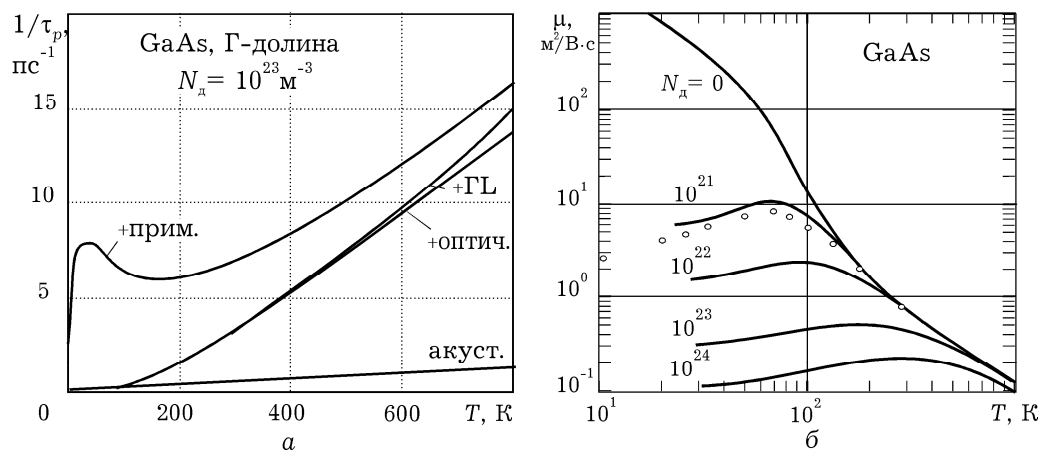 1/τp,
пс-1
GaAs, Γ-долина
Nд= 10²³м-3
15
10
5
0
+прим.
+ГL
+оптич.
акуст.
200
400
600
T, К
а
μ,
м²/В·с
GaAs
Nд= 0
10²
10¹
10⁰
10-1
10²¹
10²²
10²³
10²⁴
10¹
10²
T, К
б